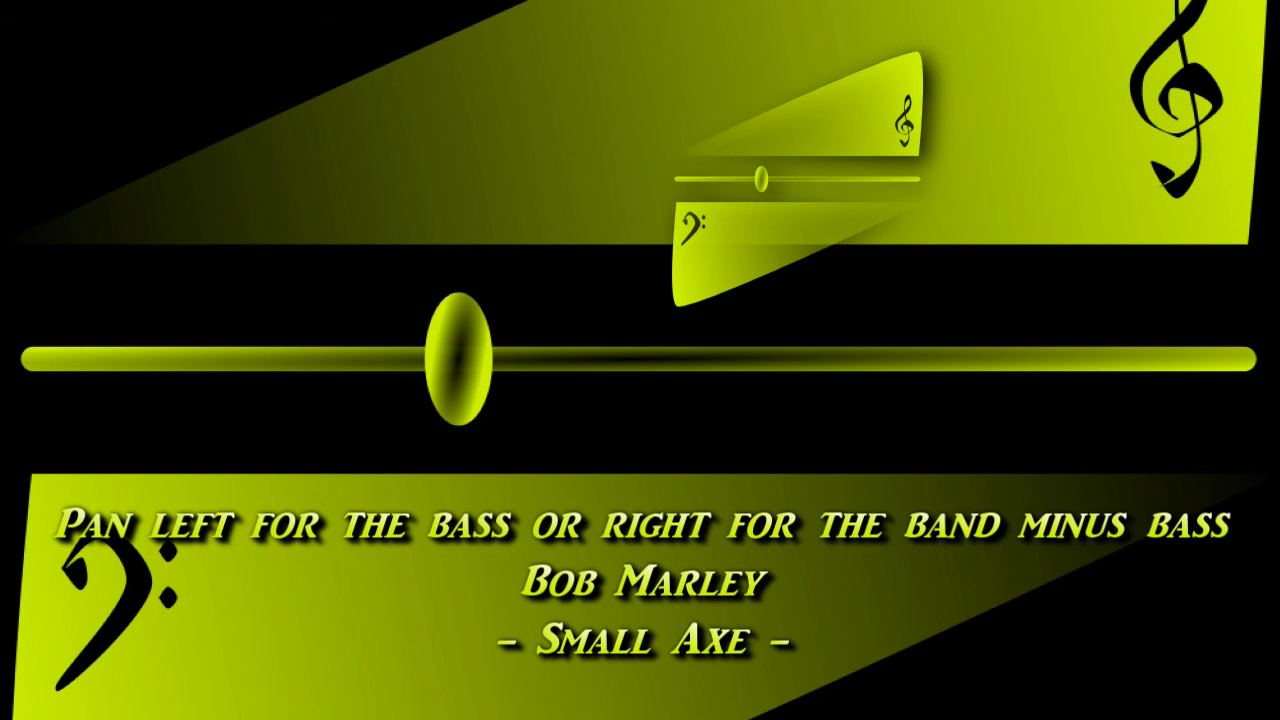 Pan left for the bass or right for the band minus bass
Bob Marley
- Small Axe -